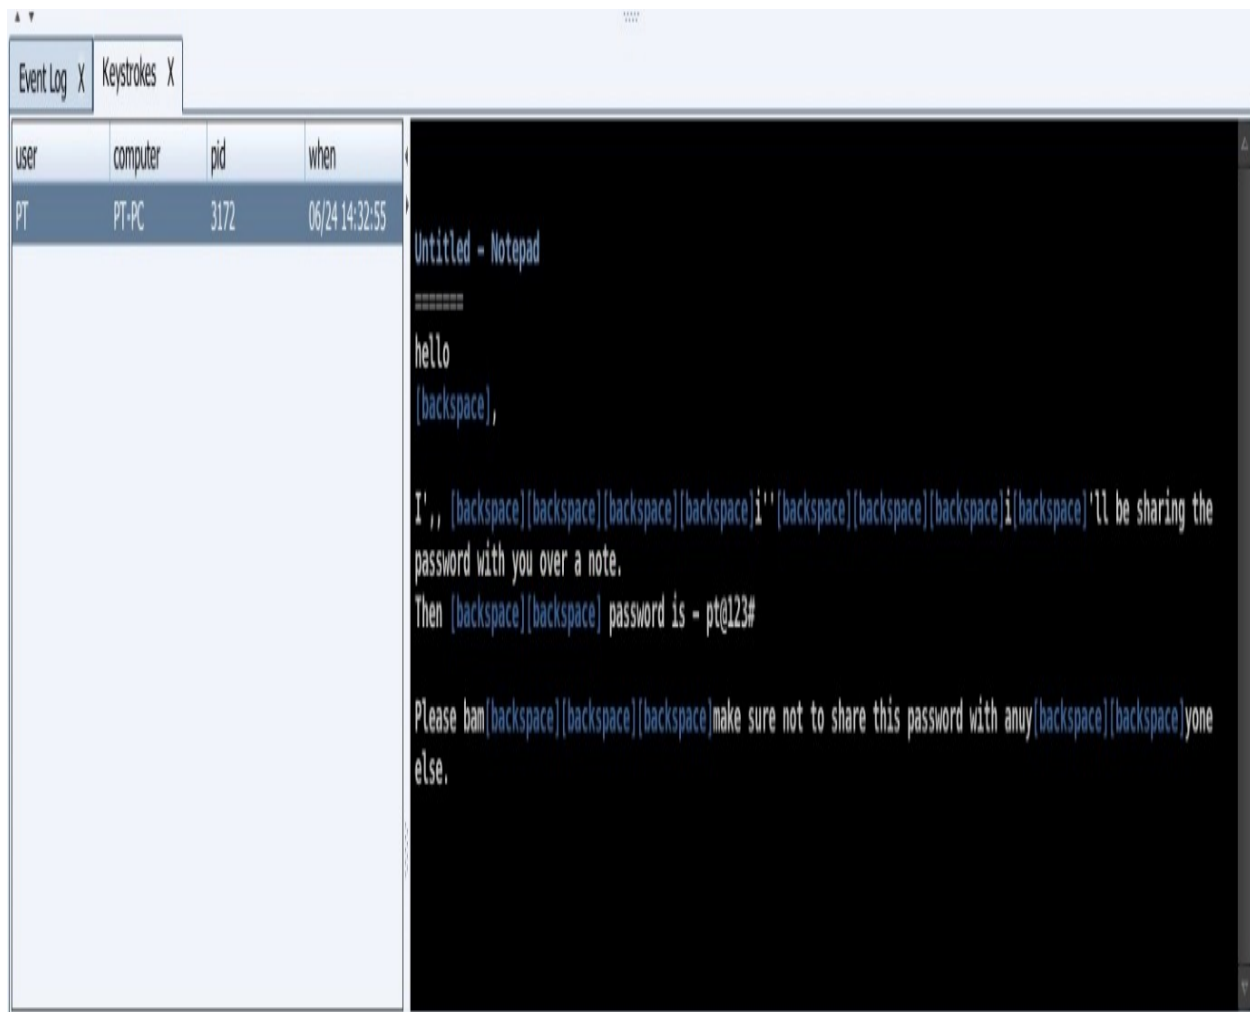 Event Log X Keystrokes X
user computer pid when
PT PT-PC 3172 06/24 14:32:55
Untitled - Notepad
=======
hello
[backspace],
I',, [backspace][backspace][backspace][backspace]i''[backspace][backspace][backspace]i[backspace]'ll be sharing the
password with you over a note.
Then [backspace][backspace] password is - pt@123#
Please bam[backspace][backspace][backspace]make sure not to share this password with anuy[backspace][backspace]yone
else.